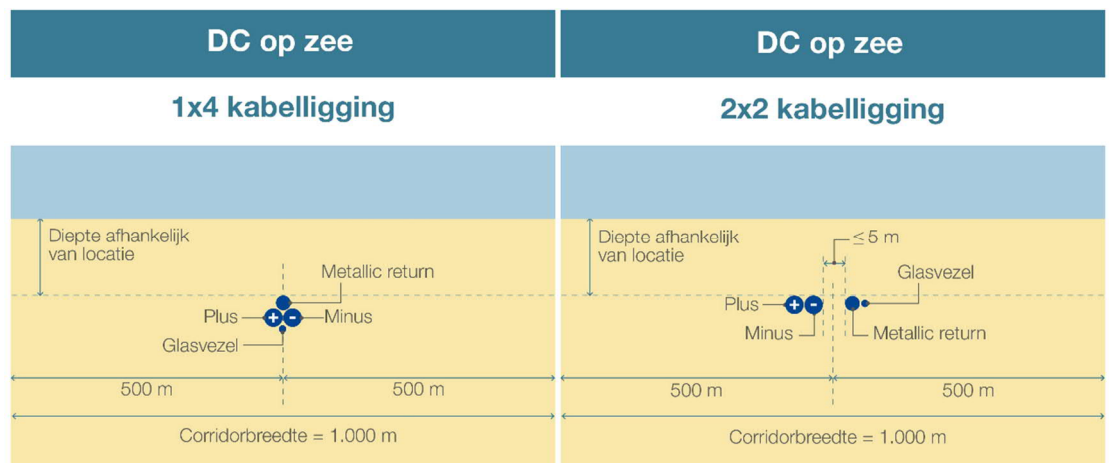 DC op zee
1x4 kabelligging
Diepte afhankelijk
van locatie
Metallic return
Plus
+
-
Minus
Glasvezel
500 m
500 m
Corridorbreedte = 1.000 m
DC op zee
2x2 kabelligging
Diepte afhankelijk
van locatie
≤ 5 m
Glasvezel
Plus
+
-
Minus
Metallic return
500 m
500 m
Corridorbreedte = 1.000 m